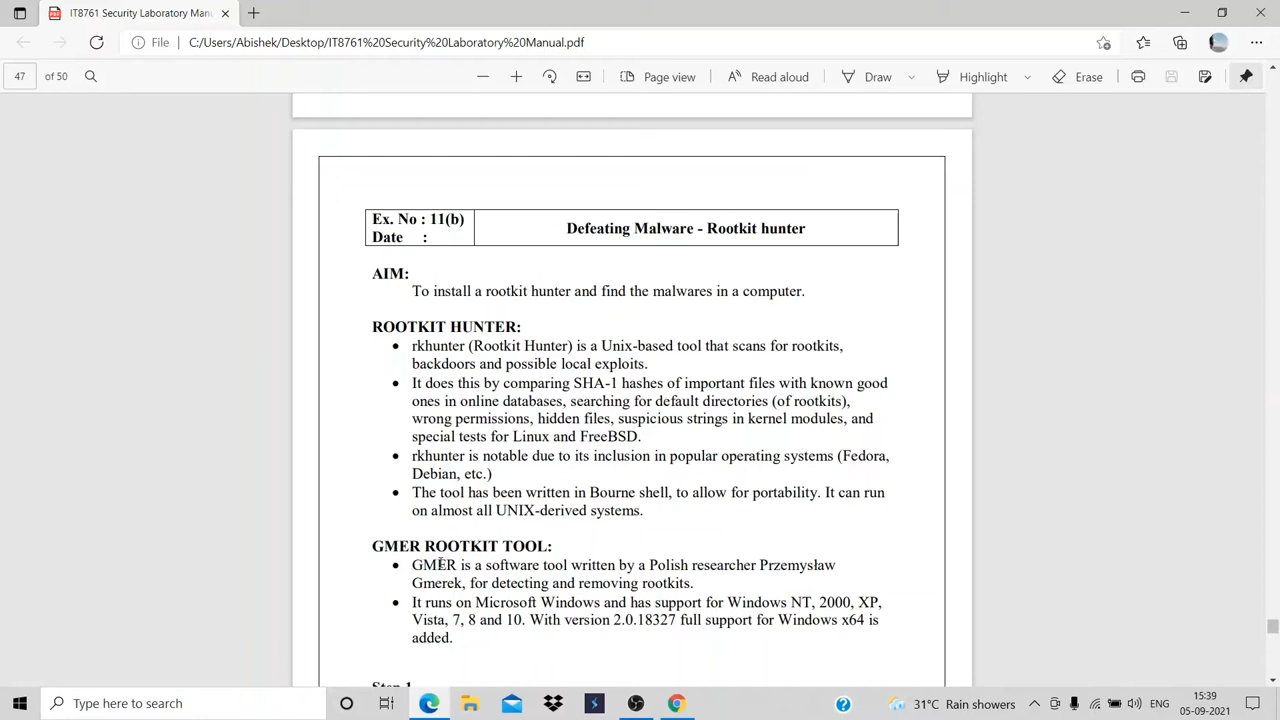 IT8761 Security Laboratory Manu
File
C:/Users/Abishek/Desktop/IT8761%20Security%20Laboratory%20Manual.pdf
47 of 50
Page view
Read aloud
Draw
Highlight
Erase
Ex. No : 11(b)
Date :
Defeating Malware - Rootkit hunter
AIM:
To install a rootkit hunter and find the malwares in a computer.
ROOTKIT HUNTER:
• rkhunter (Rootkit Hunter) is a Unix-based tool that scans for rootkits,
backdoors and possible local exploits.
• It does this by comparing SHA-1 hashes of important files with known good
ones in online databases, searching for default directories (of rootkits),
wrong permissions, hidden files, suspicious strings in kernel modules, and
special tests for Linux and FreeBSD.
• rkhunter is notable due to its inclusion in popular operating systems (Fedora,
Debian, etc.)
• The tool has been written in Bourne shell, to allow for portability. It can run
on almost all UNIX-derived systems.
GMER ROOTKIT TOOL:
• GMER is a software tool written by a Polish researcher Przemysław
Gmerek, for detecting and removing rootkits.
• It runs on Microsoft Windows and has support for Windows NT, 2000, XP,
Vista, 7, 8 and 10. With version 2.0.18327 full support for Windows x64 is
added.
Step 1
Type here to search
31°C Rain showers
ENG
15:39
05-09-2021